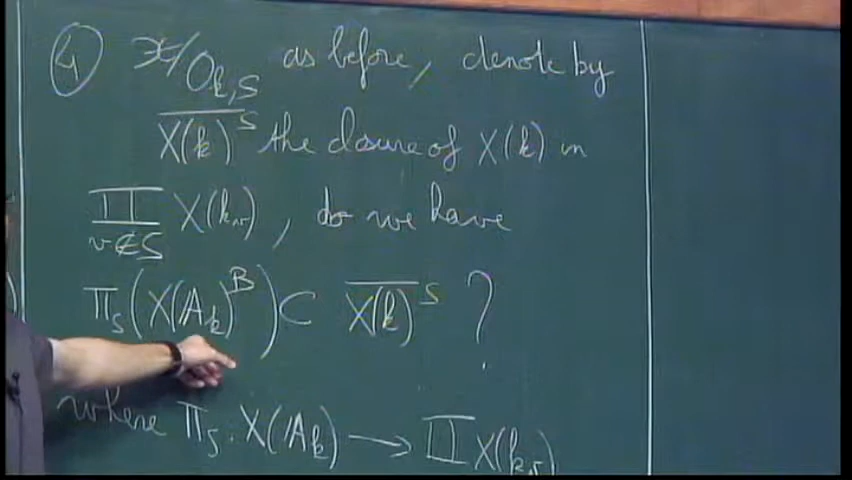 ④ 𝒳/O_{k,S} as before, denote by
\overline{X(k)}^S the closure of X(k) in
∏_{v∉S} X(k_v), do we have
π_S(X(𝔸_k)^B) ⊂ \overline{X(k)}^S ?
where π_S : X(𝔸_k) → ∏ X(k_v)